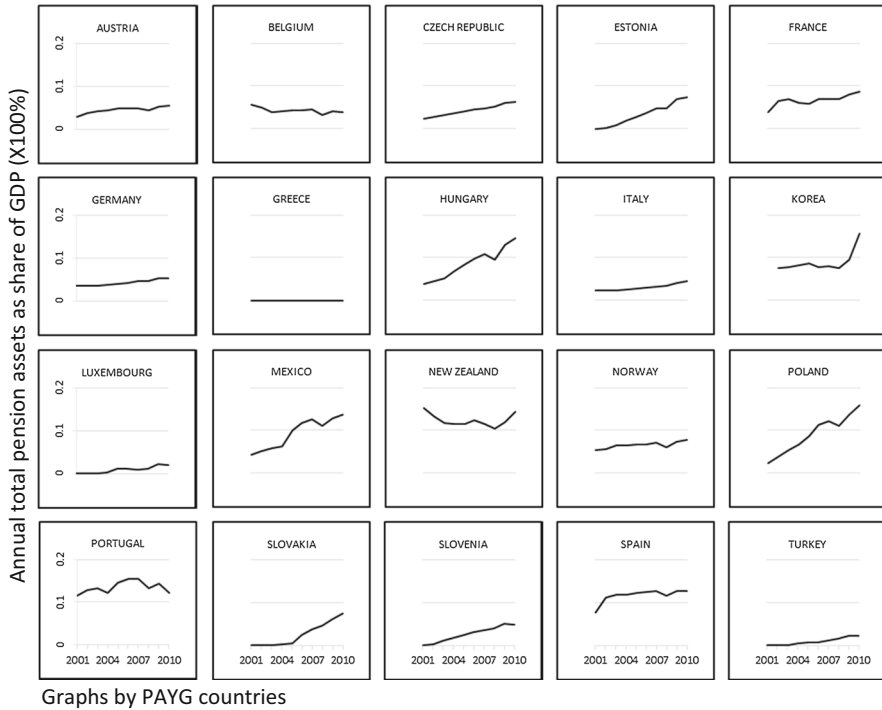 Annual total pension assets as share of GDP (X100%)
AUSTRIA
BELGIUM
CZECH REPUBLIC
ESTONIA
FRANCE
0.2
0.1
0
GERMANY
GREECE
HUNGARY
ITALY
KOREA
0.2
0.1
0
LUXEMBOURG
MEXICO
NEW ZEALAND
NORWAY
POLAND
0.2
0.1
0
PORTUGAL
SLOVAKIA
SLOVENIA
SPAIN
TURKEY
0.2
0.1
0
2001 2004 2007 2010
2001 2004 2007 2010
2001 2004 2007 2010
2001 2004 2007 2010
2001 2004 2007 2010
Graphs by PAYG countries